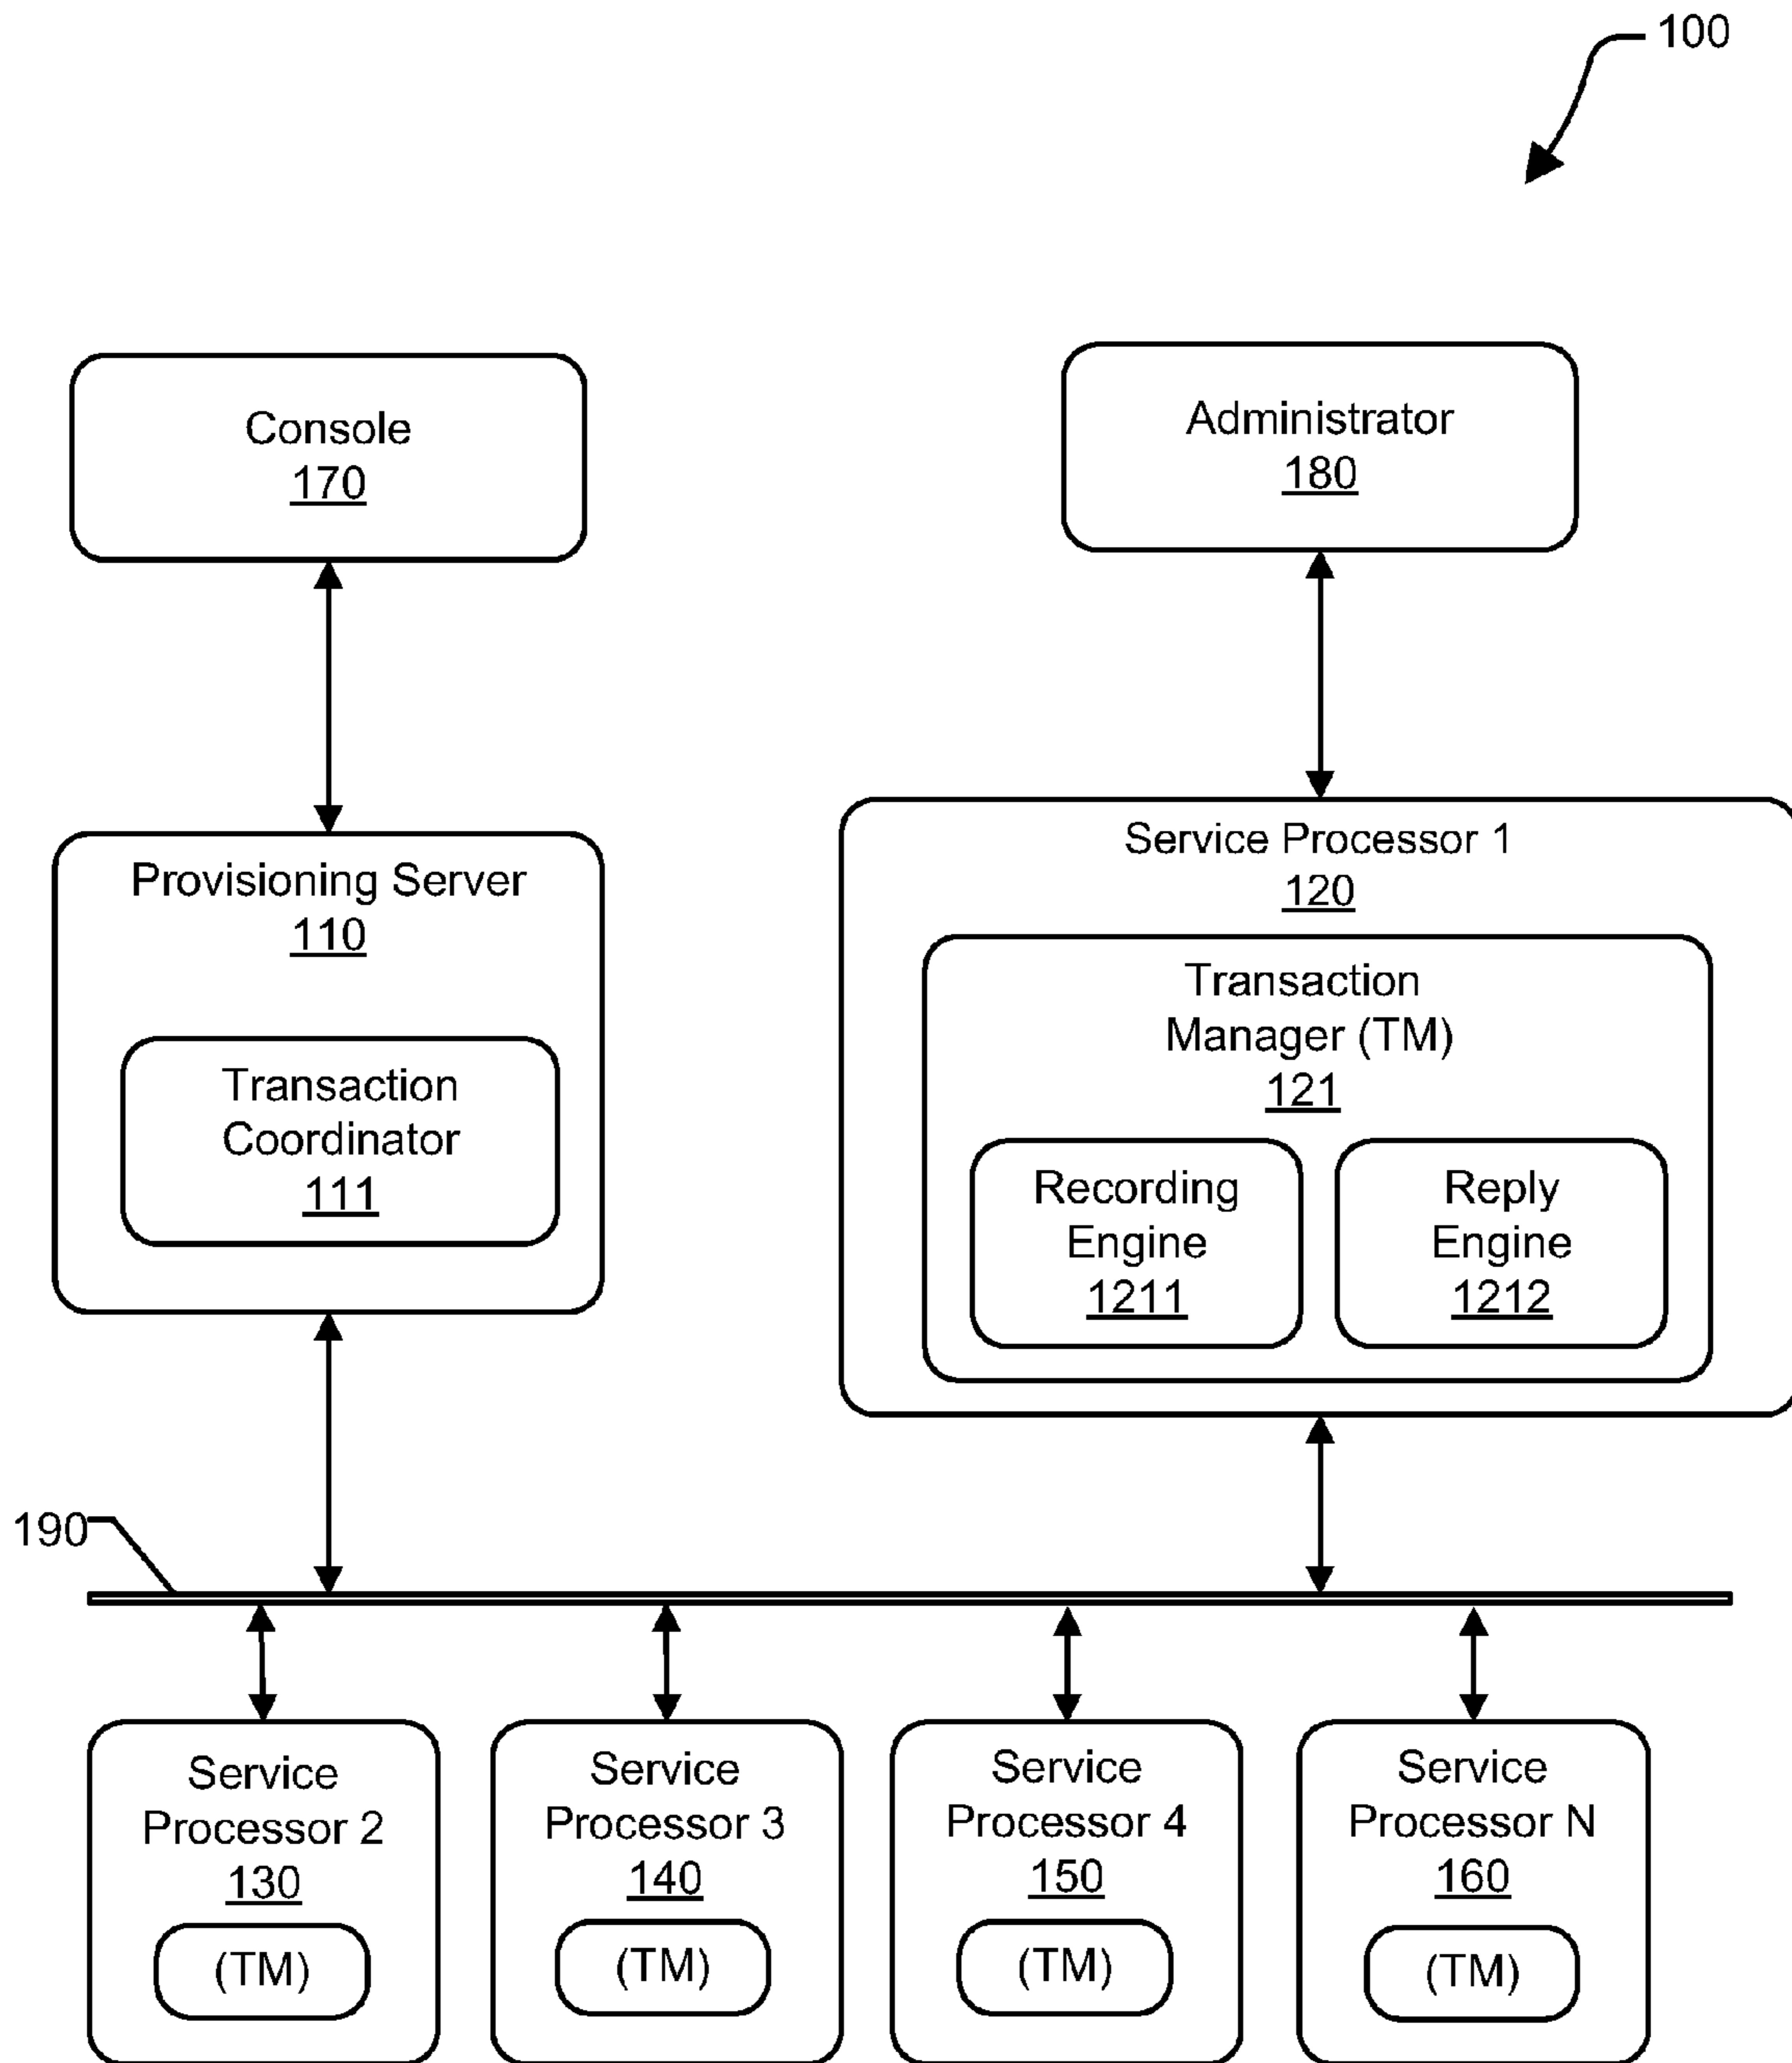 100
Console
170
Administrator
180
Provisioning Server
110
Transaction
Coordinator
111
Service Processor 1
120
Transaction
Manager (TM)
121
Recording
Engine
1211
Reply
Engine
1212
190
Service
Processor 2
130
(TM)
Service
Processor 3
140
(TM)
Service
Processor 4
150
(TM)
Service
Processor N
160
(TM)